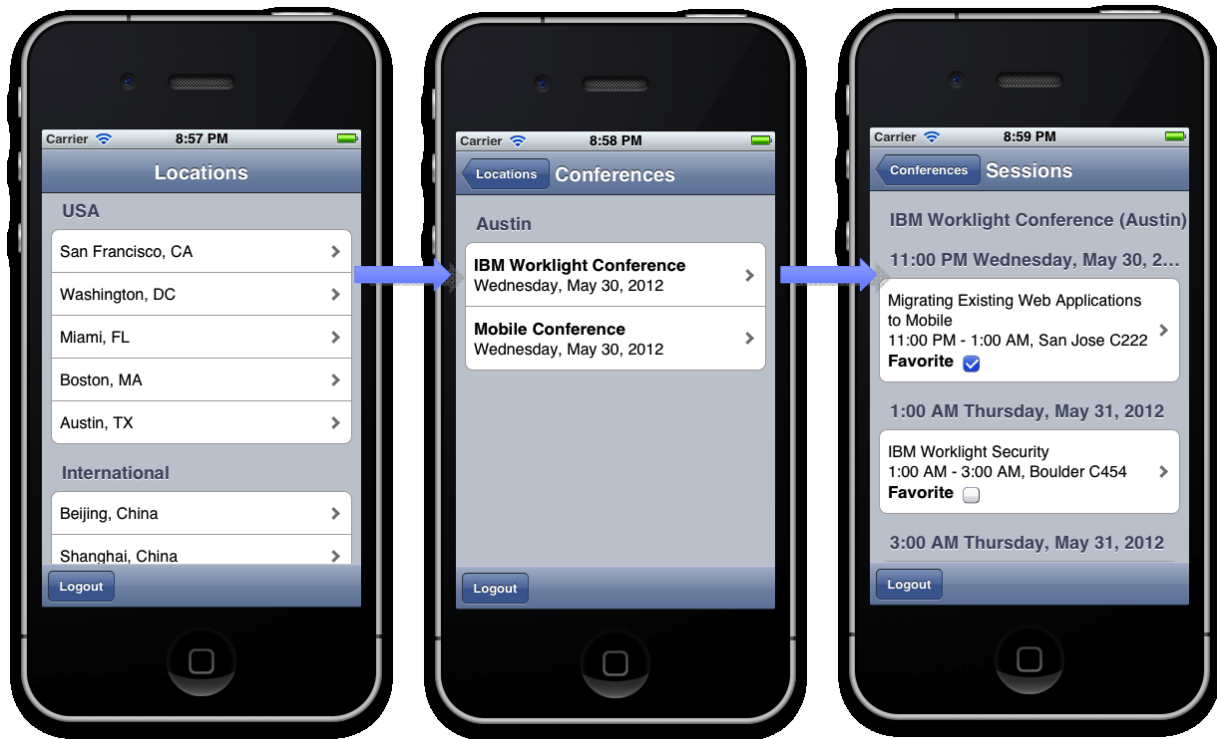 Carrier 8:57 PM
Locations
USA
San Francisco, CA
Washington, DC
Miami, FL
Boston, MA
Austin, TX
International
Beijing, China
Shanghai, China
Logout
Carrier 8:58 PM
Locations Conferences
Austin
IBM Worklight Conference
Wednesday, May 30, 2012
Mobile Conference
Wednesday, May 30, 2012
Logout
Carrier 8:59 PM
Conferences Sessions
IBM Worklight Conference (Austin)
11:00 PM Wednesday, May 30, 2...
Migrating Existing Web Applications
to Mobile
11:00 PM - 1:00 AM, San Jose C222
Favorite
1:00 AM Thursday, May 31, 2012
IBM Worklight Security
1:00 AM - 3:00 AM, Boulder C454
Favorite
3:00 AM Thursday, May 31, 2012
Logout